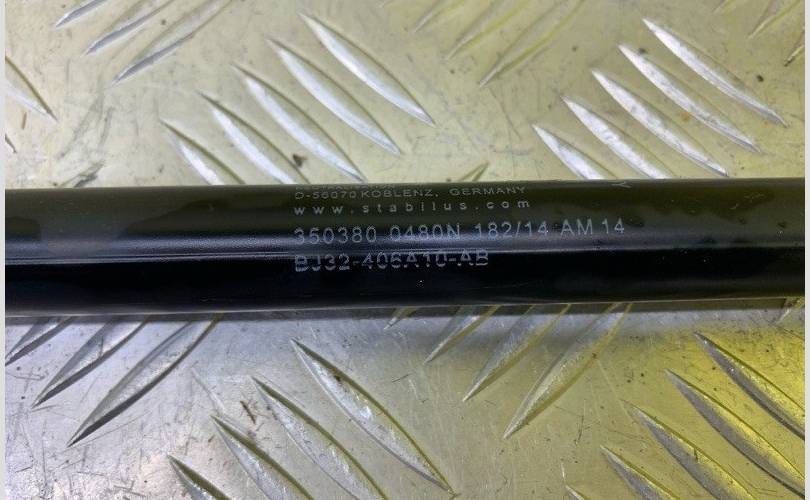 D-56070 KOBLENZ, GERMANY
www.stabilus.com
350380 0480N 182/14 AM 14
BJ32-406A10-AB